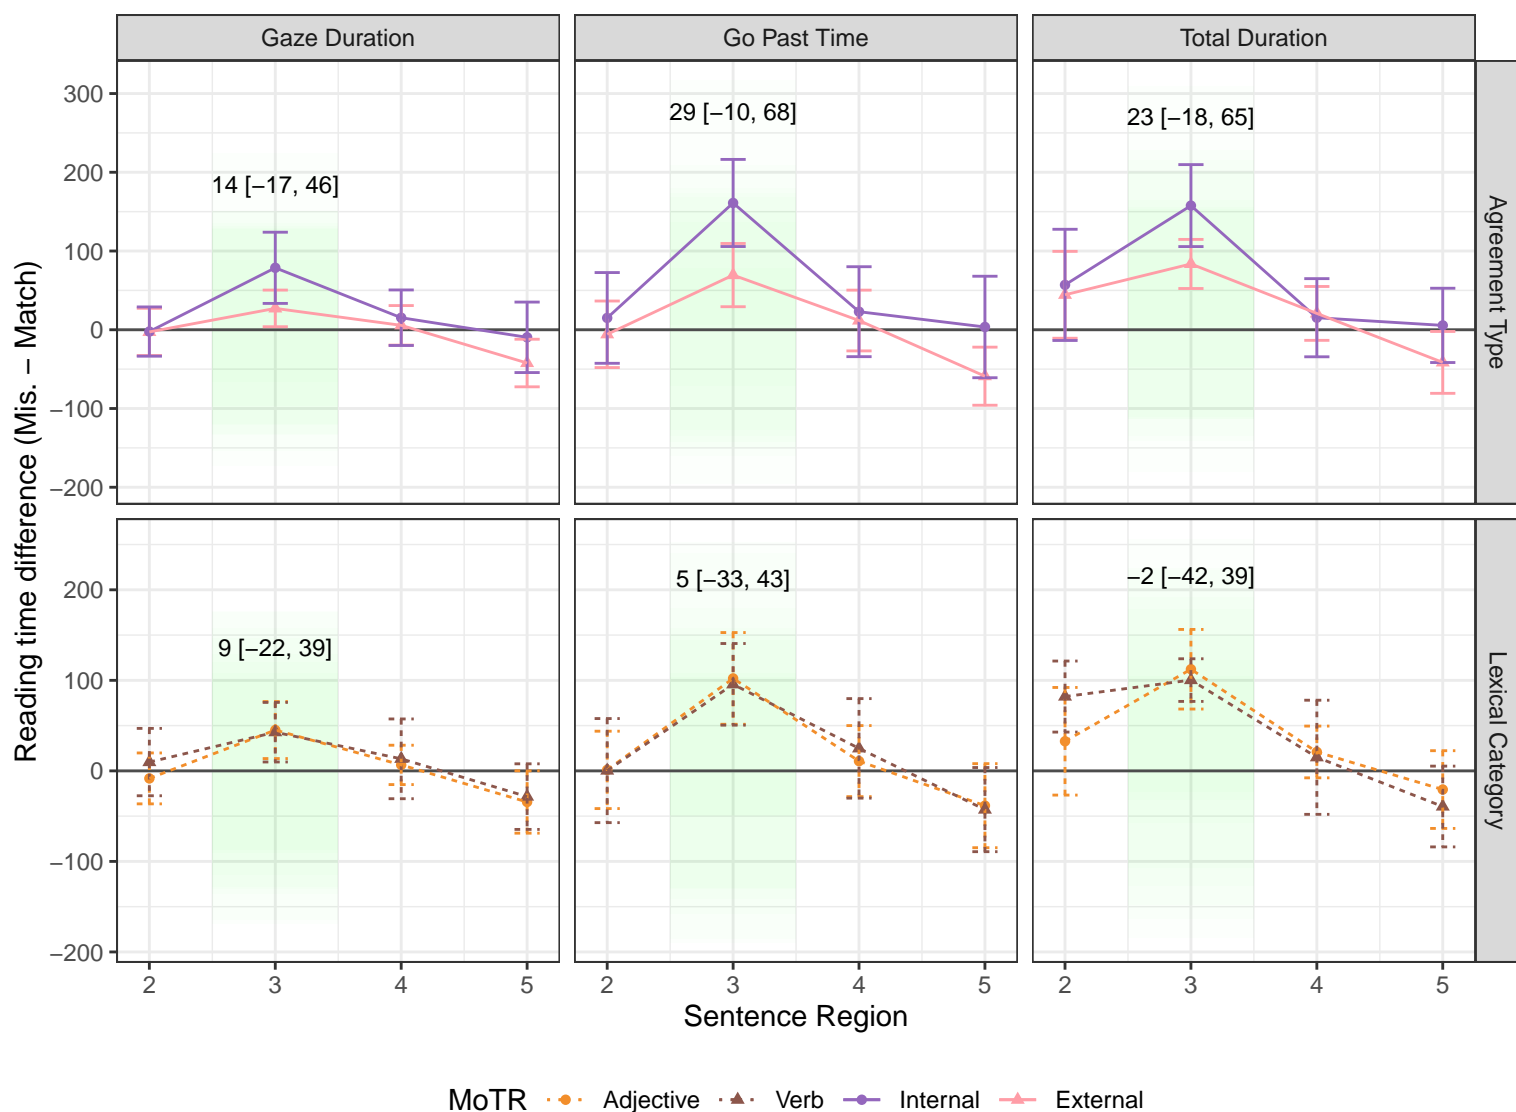 Gaze Duration
Go Past Time
Total Duration
Reading time difference (Mis. − Match)
300
200
100
0
−100
−200
14 [−17, 46]
29 [−10, 68]
23 [−18, 65]
Agreement Type
200
100
0
−100
−200
9 [−22, 39]
5 [−33, 43]
−2 [−42, 39]
Lexical Category
2 3 4 5
2 3 4 5
2 3 4 5
Sentence Region
MoTR Adjective Verb Internal External